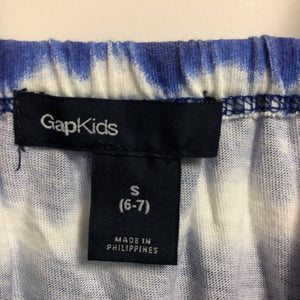 GapKids
S
(6-7)
MADE IN
PHILIPPINES